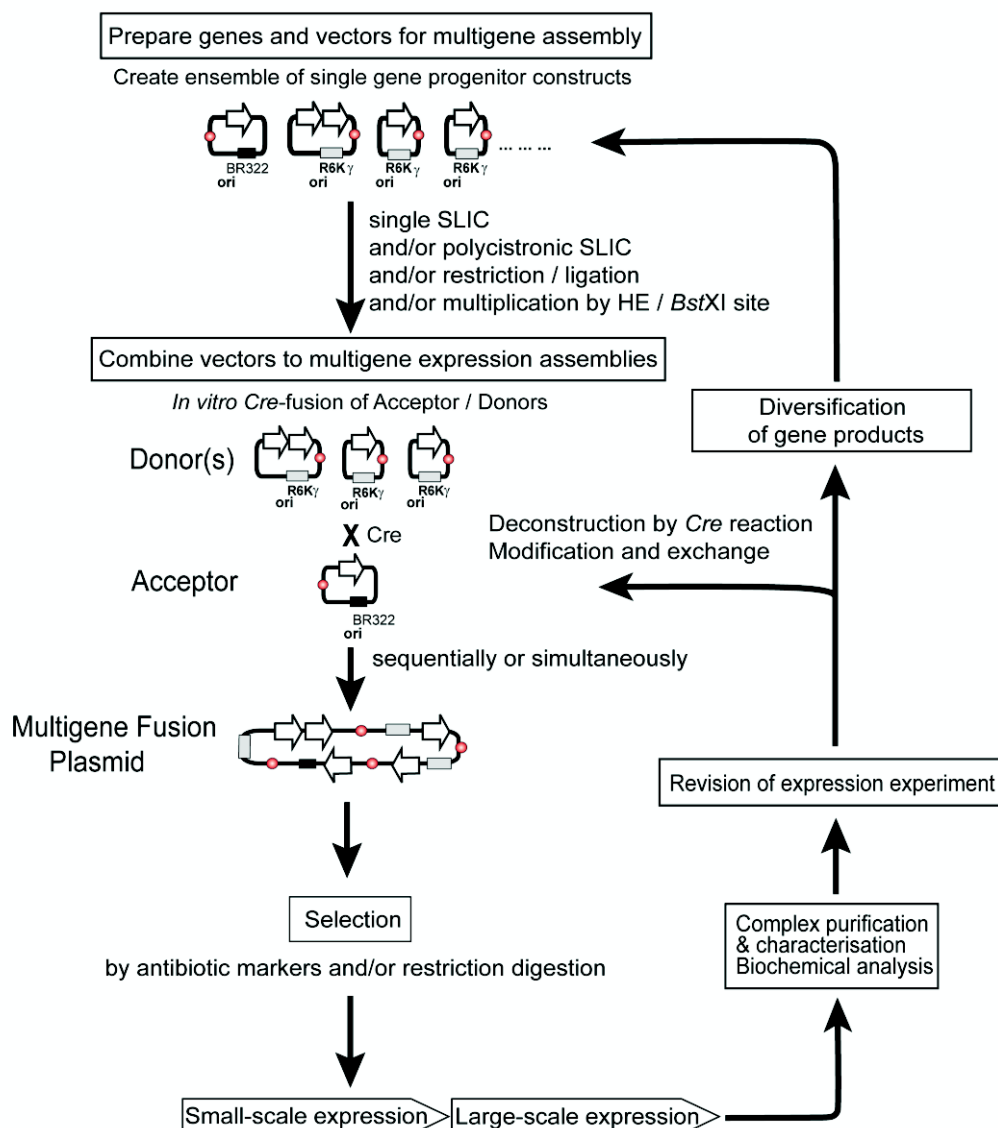 Prepare genes and vectors for multigene assembly
Create ensemble of single gene progenitor constructs
BR322
ori
R6Kγ
ori
R6Kγ
ori
R6Kγ
ori
... ... ...
single SLIC
and/or polycistronic SLIC
and/or restriction / ligation
and/or multiplication by HE / BstXI site
Combine vectors to multigene expression assemblies
In vitro Cre-fusion of Acceptor / Donors
Donor(s)
R6Kγ
ori
R6Kγ
ori
R6Kγ
ori
X Cre
Acceptor
BR322
ori
sequentially or simultaneously
Multigene Fusion
Plasmid
Selection
by antibiotic markers and/or restriction digestion
Small-scale expression
Large-scale expression
Complex purification
& characterisation
Biochemical analysis
Revision of expression experiment
Deconstruction by Cre reaction
Modification and exchange
Diversification
of gene products